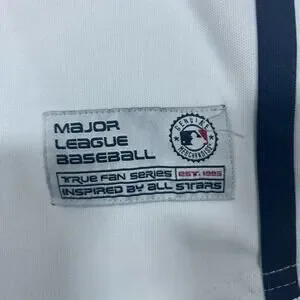 MAJOR
LEAGUE
BASEBALL
GENUINE
MERCHANDISE
TRUE FAN SERIES EST. 1995
INSPIRED BY ALL STARS